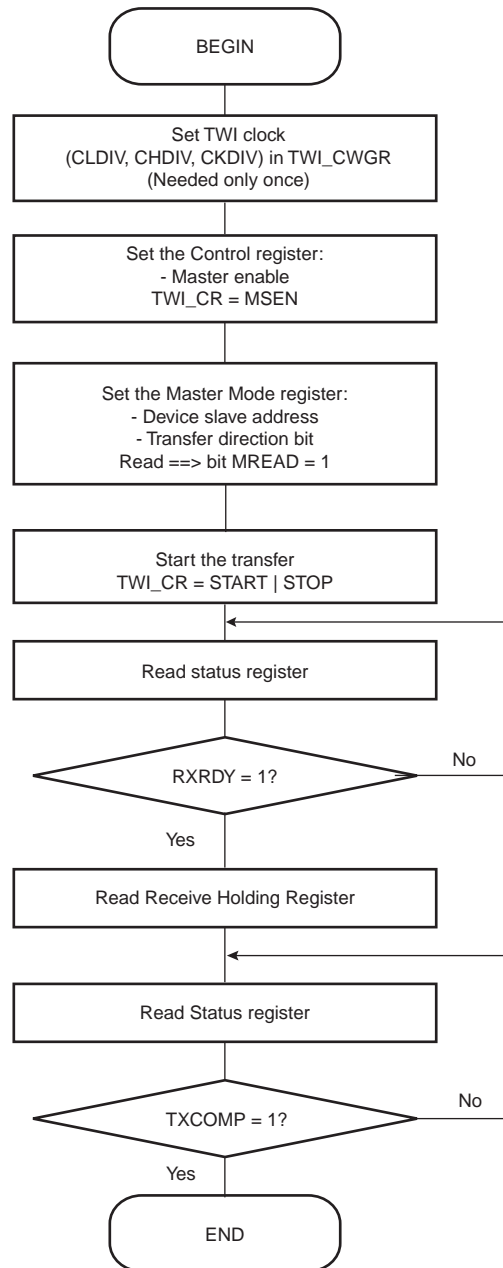 BEGIN
Set TWI clock
(CLDIV, CHDIV, CKDIV) in TWI_CWGR
(Needed only once)
Set the Control register:
- Master enable
TWI_CR = MSEN
Set the Master Mode register:
- Device slave address
- Transfer direction bit
Read ==> bit MREAD = 1
Start the transfer
TWI_CR = START | STOP
Read status register
RXRDY = 1?
No
Yes
Read Receive Holding Register
Read Status register
TXCOMP = 1?
No
Yes
END